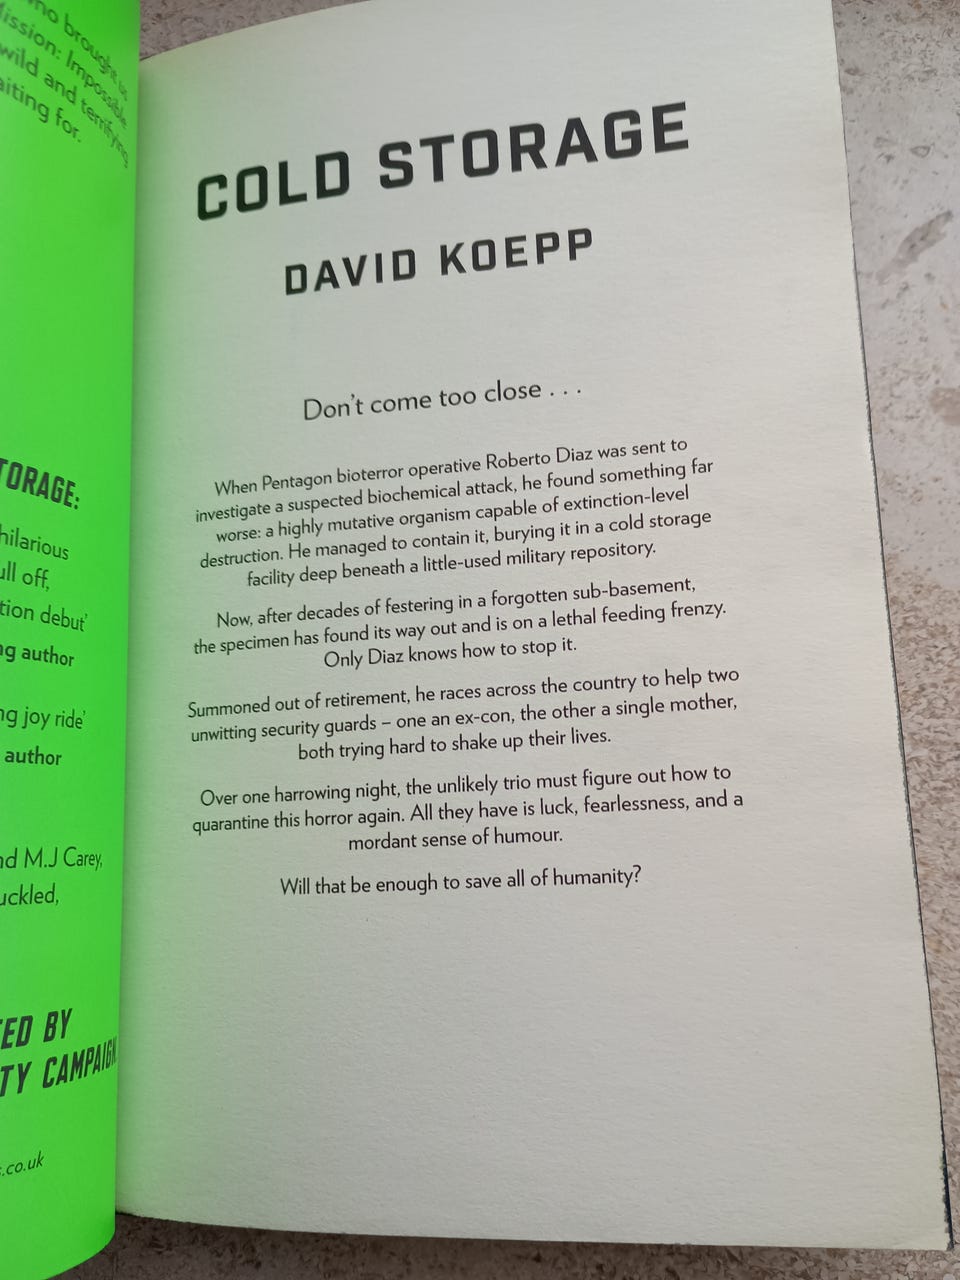 who brought us
Mission: Impossible
wild and terrifying
waiting for.
TORAGE:
hilarious
ull off,
tion debut'
ng author
ng joy ride'
author
nd M.J Carey,
uckled,
TED BY
TY CAMPAIGN
s.co.uk
COLD STORAGE
DAVID KOEPP
Don't come too close . . .
When Pentagon bioterror operative Roberto Diaz was sent to
investigate a suspected biochemical attack, he found something far
worse: a highly mutative organism capable of extinction-level
destruction. He managed to contain it, burying it in a cold storage
facility deep beneath a little-used military repository.
Now, after decades of festering in a forgotten sub-basement,
the specimen has found its way out and is on a lethal feeding frenzy.
Only Diaz knows how to stop it.
Summoned out of retirement, he races across the country to help two
unwitting security guards – one an ex-con, the other a single mother,
both trying hard to shake up their lives.
Over one harrowing night, the unlikely trio must figure out how to
quarantine this horror again. All they have is luck, fearlessness, and a
mordant sense of humour.
Will that be enough to save all of humanity?